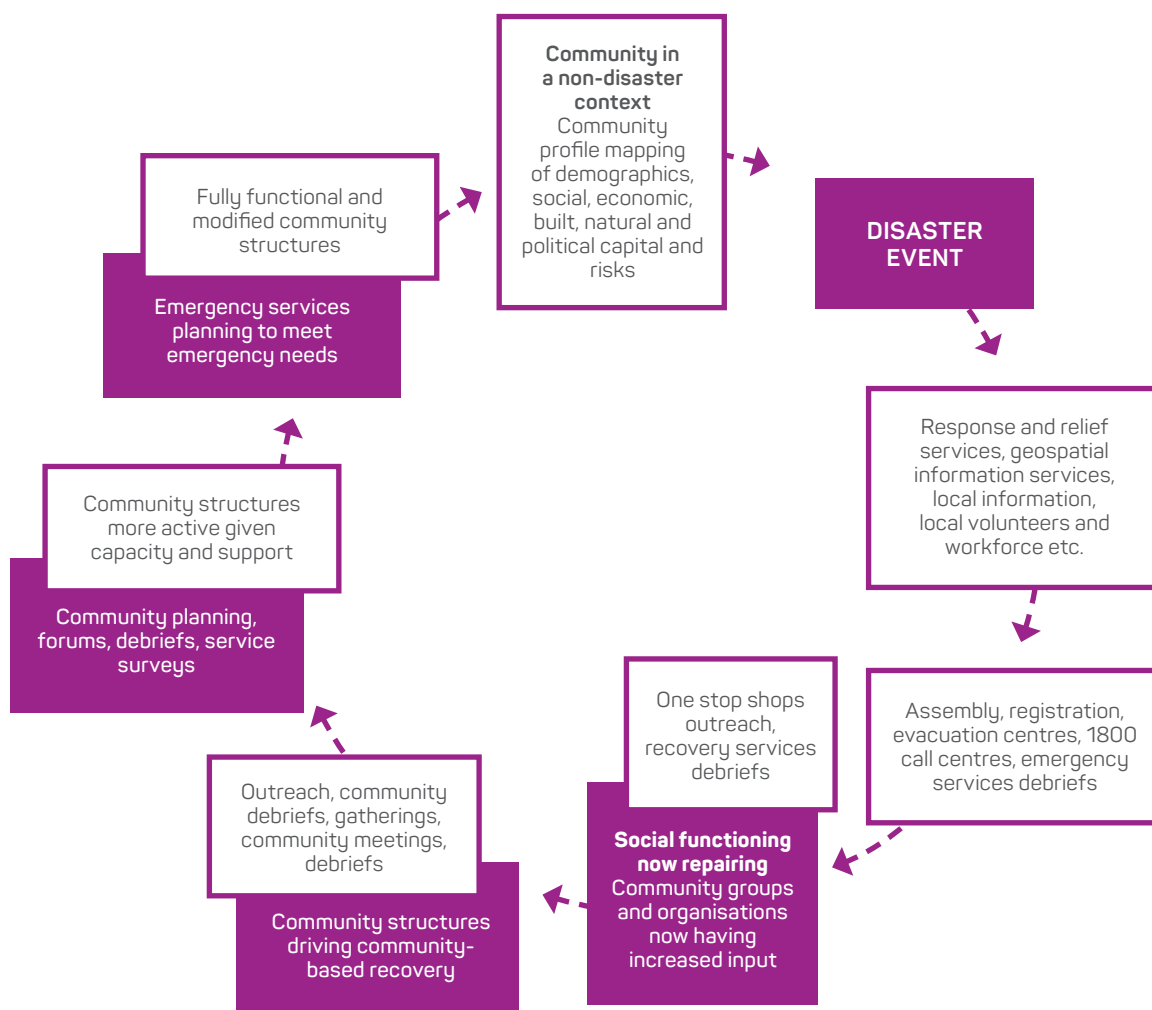 Community in
a non-disaster
context
Community
profile mapping
of demographics,
social, economic,
built, natural and
political capital and
risks
DISASTER
EVENT
Response and relief
services, geospatial
information services,
local information,
local volunteers and
workforce etc.
Assembly, registration,
evacuation centres, 1800
call centres, emergency
services debriefs
One stop shops
outreach,
recovery services
debriefs
Social functioning
now repairing
Community groups
and organisations
now having
increased input
Outreach, community
debriefs, gatherings,
community meetings,
debriefs
Community structures
driving community-
based recovery
Community structures
more active given
capacity and support
Community planning,
forums, debriefs, service
surveys
Fully functional and
modified community
structures
Emergency services
planning to meet
emergency needs